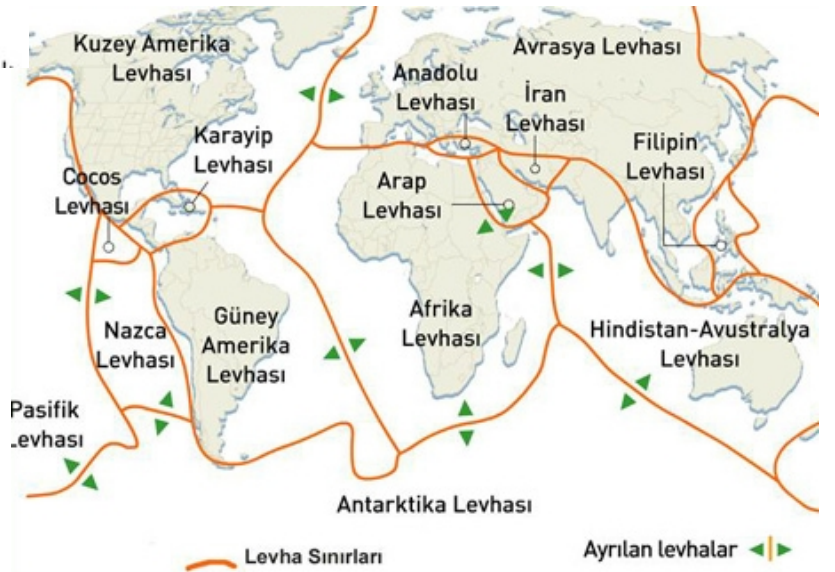 Kuzey Amerika
Levhası
Avrasya Levhası
Anadolu
Levhası
İran
Levhası
Karayip
Levhası
Filipin
Levhası
Cocos
Levhası
Arap
Levhası
Nazca
Levhası
Güney
Amerika
Levhası
Afrika
Levhası
Hindistan-Avustralya
Levhası
Pasifik
Levhası
Antarktika Levhası
Levha Sınırları
Ayrılan levhalar